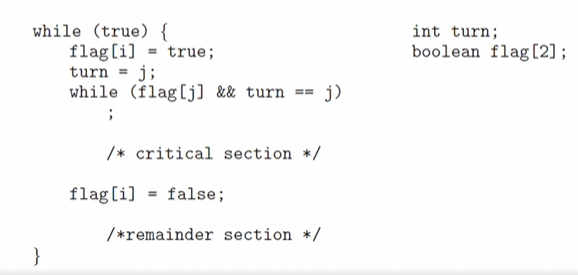 while (true) {
int turn;
flag[i] = true;
boolean flag[2];
turn = j;
while (flag[j] && turn == j)
;
/* critical section */
flag[i] = false;
/*remainder section */
}